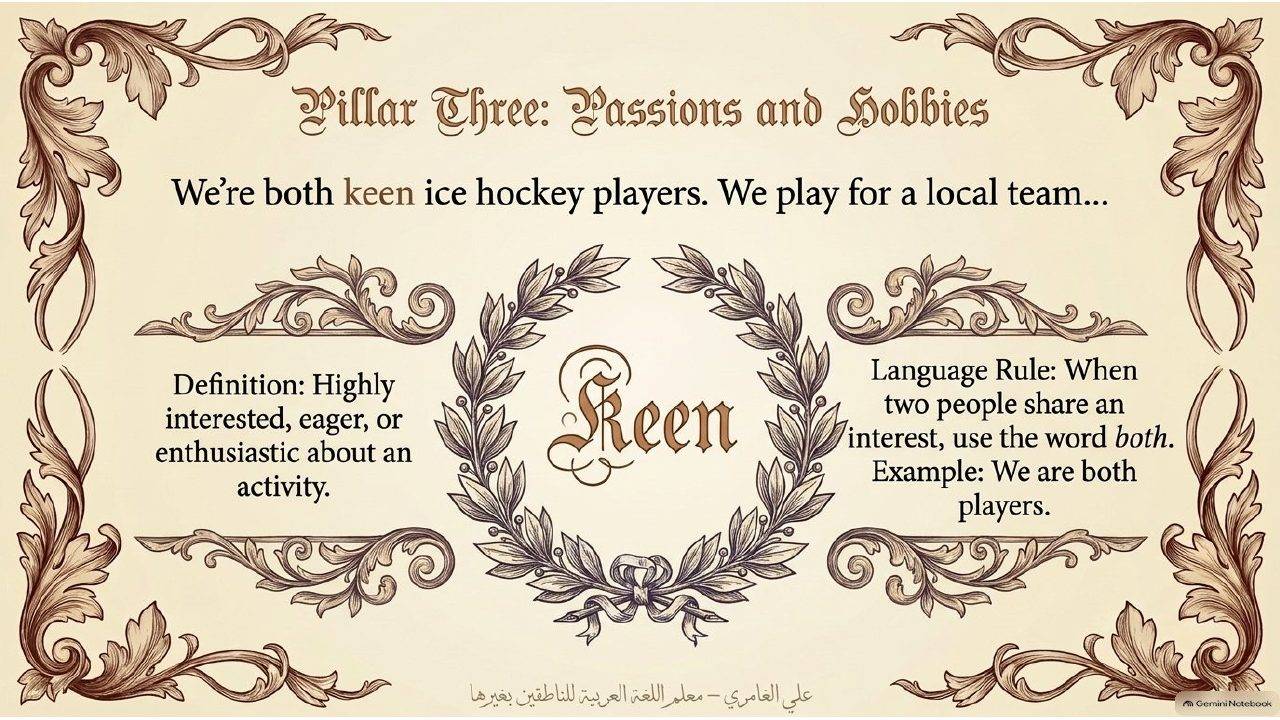 Pillar Three: Passions and Hobbies
We're both keen ice hockey players. We play for a local team...
Definition: Highly
interested, eager, or
enthusiastic about an
activity.
Keen
Language Rule: When
two people share an
interest, use the word both.
Example: We are both
players.
علي الغامري – معلم اللغة العربية للناطقين بغيرها
Gemini Notebook